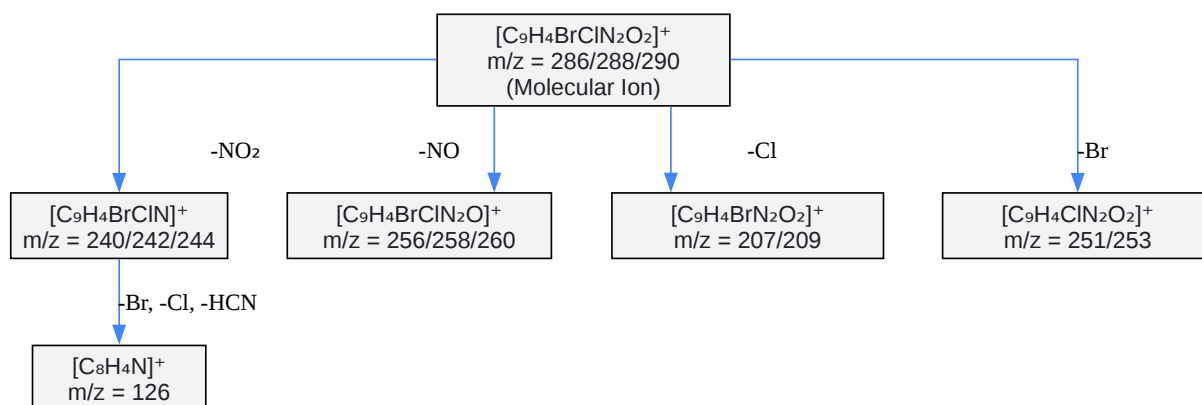 [C₉H₄BrClN₂O₂]⁺
m/z = 286/288/290
(Molecular Ion)
-NO₂
-NO
-Cl
-Br
[C₉H₄BrClN]⁺
m/z = 240/242/244
[C₉H₄BrClN₂O]⁺
m/z = 256/258/260
[C₉H₄BrN₂O₂]⁺
m/z = 207/209
[C₉H₄ClN₂O₂]⁺
m/z = 251/253
-Br, -Cl, -HCN
[C₈H₄N]⁺
m/z = 126